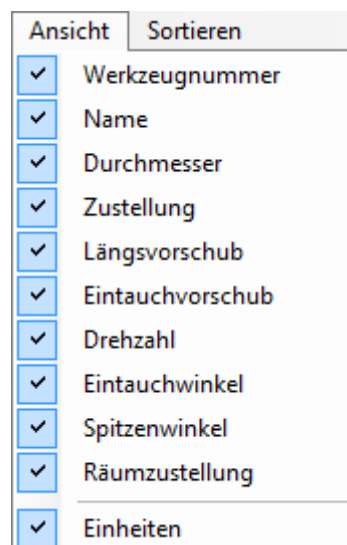 Ansicht Sortieren
Werkzeugnummer
Name
Durchmesser
Zustellung
Längsvorschub
Eintauchvorschub
Drehzahl
Eintauchwinkel
Spitzenwinkel
Räumzustellung
Einheiten